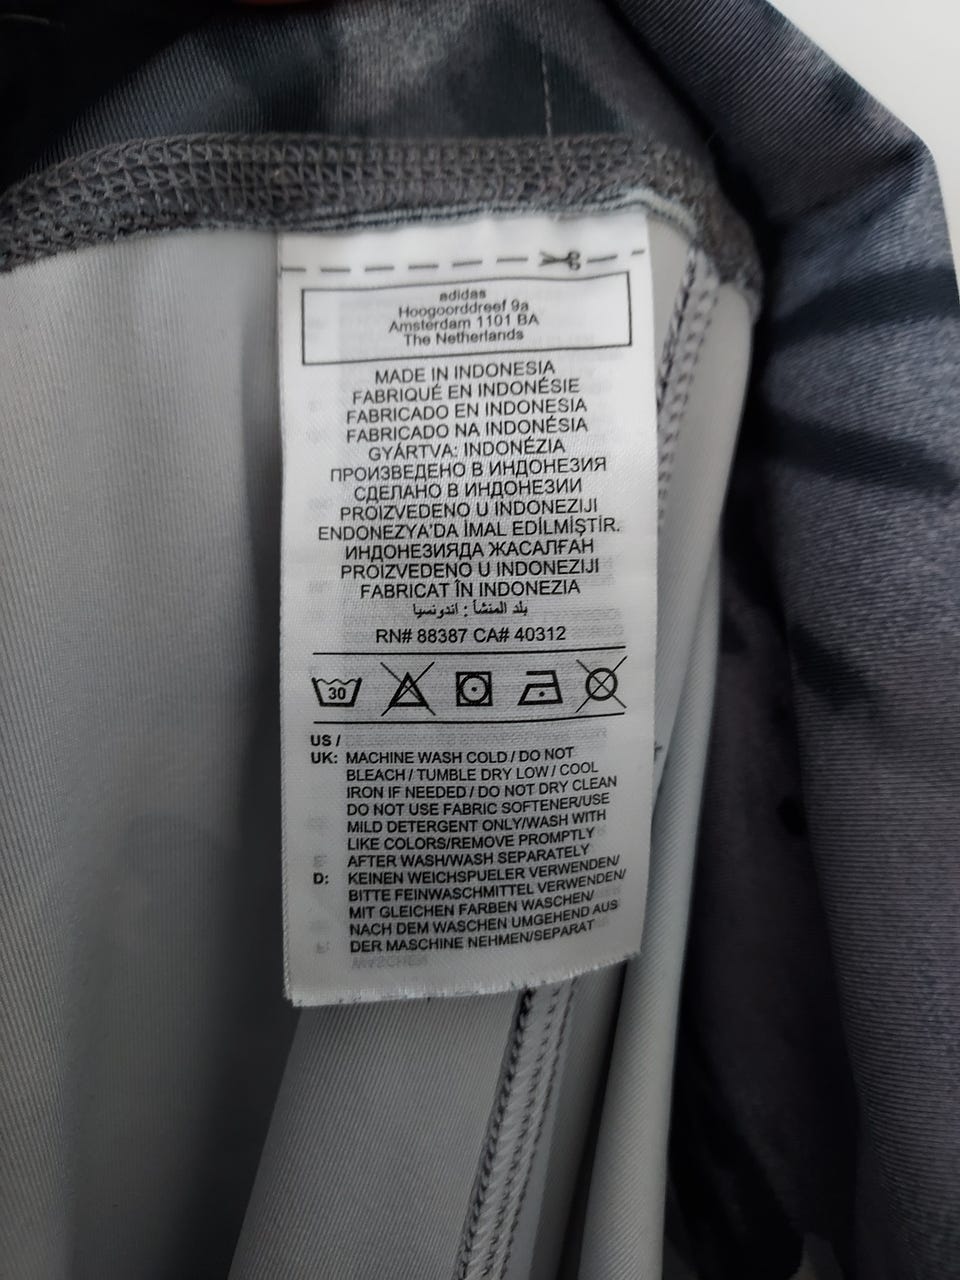 adidas
Hoogoorddreef 9a
Amsterdam 1101 BA
The Netherlands
MADE IN INDONESIA
FABRIQUÉ EN INDONÉSIE
FABRICADO EN INDONESIA
FABRICADO NA INDONÉSIA
GYÁRTVA: INDONÉZIA
ПРОИЗВЕДЕНО В ИНДОНЕЗИЯ
СДЕЛАНО В ИНДОНЕЗИИ
PROIZVEDENO U INDONEZIJI
ENDONEZYA'DA İMAL EDİLMİŞTİR.
ИНДОНЕЗИЯДА ЖАСАЛҒАН
PROIZVEDENO U INDONEZIJI
FABRICAT ÎN INDONEZIA
بلد المنشأ : اندونسيا
RN# 88387 CA# 40312
30
US /
UK: MACHINE WASH COLD / DO NOT
BLEACH / TUMBLE DRY LOW / COOL
IRON IF NEEDED / DO NOT DRY CLEAN
DO NOT USE FABRIC SOFTENER/USE
MILD DETERGENT ONLY/WASH WITH
LIKE COLORS/REMOVE PROMPTLY
AFTER WASH/WASH SEPARATELY
D: KEINEN WEICHSPUELER VERWENDEN/
BITTE FEINWASCHMITTEL VERWENDEN/
MIT GLEICHEN FARBEN WASCHEN/
NACH DEM WASCHEN UMGEHEND AUS
DER MASCHINE NEHMEN/SEPARAT